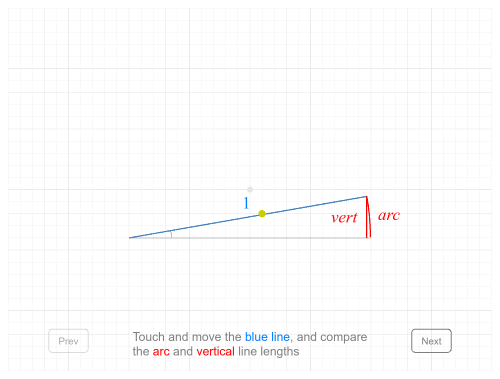 1
vert
arc
Prev
Touch and move the blue line, and compare
the arc and vertical line lengths
Next